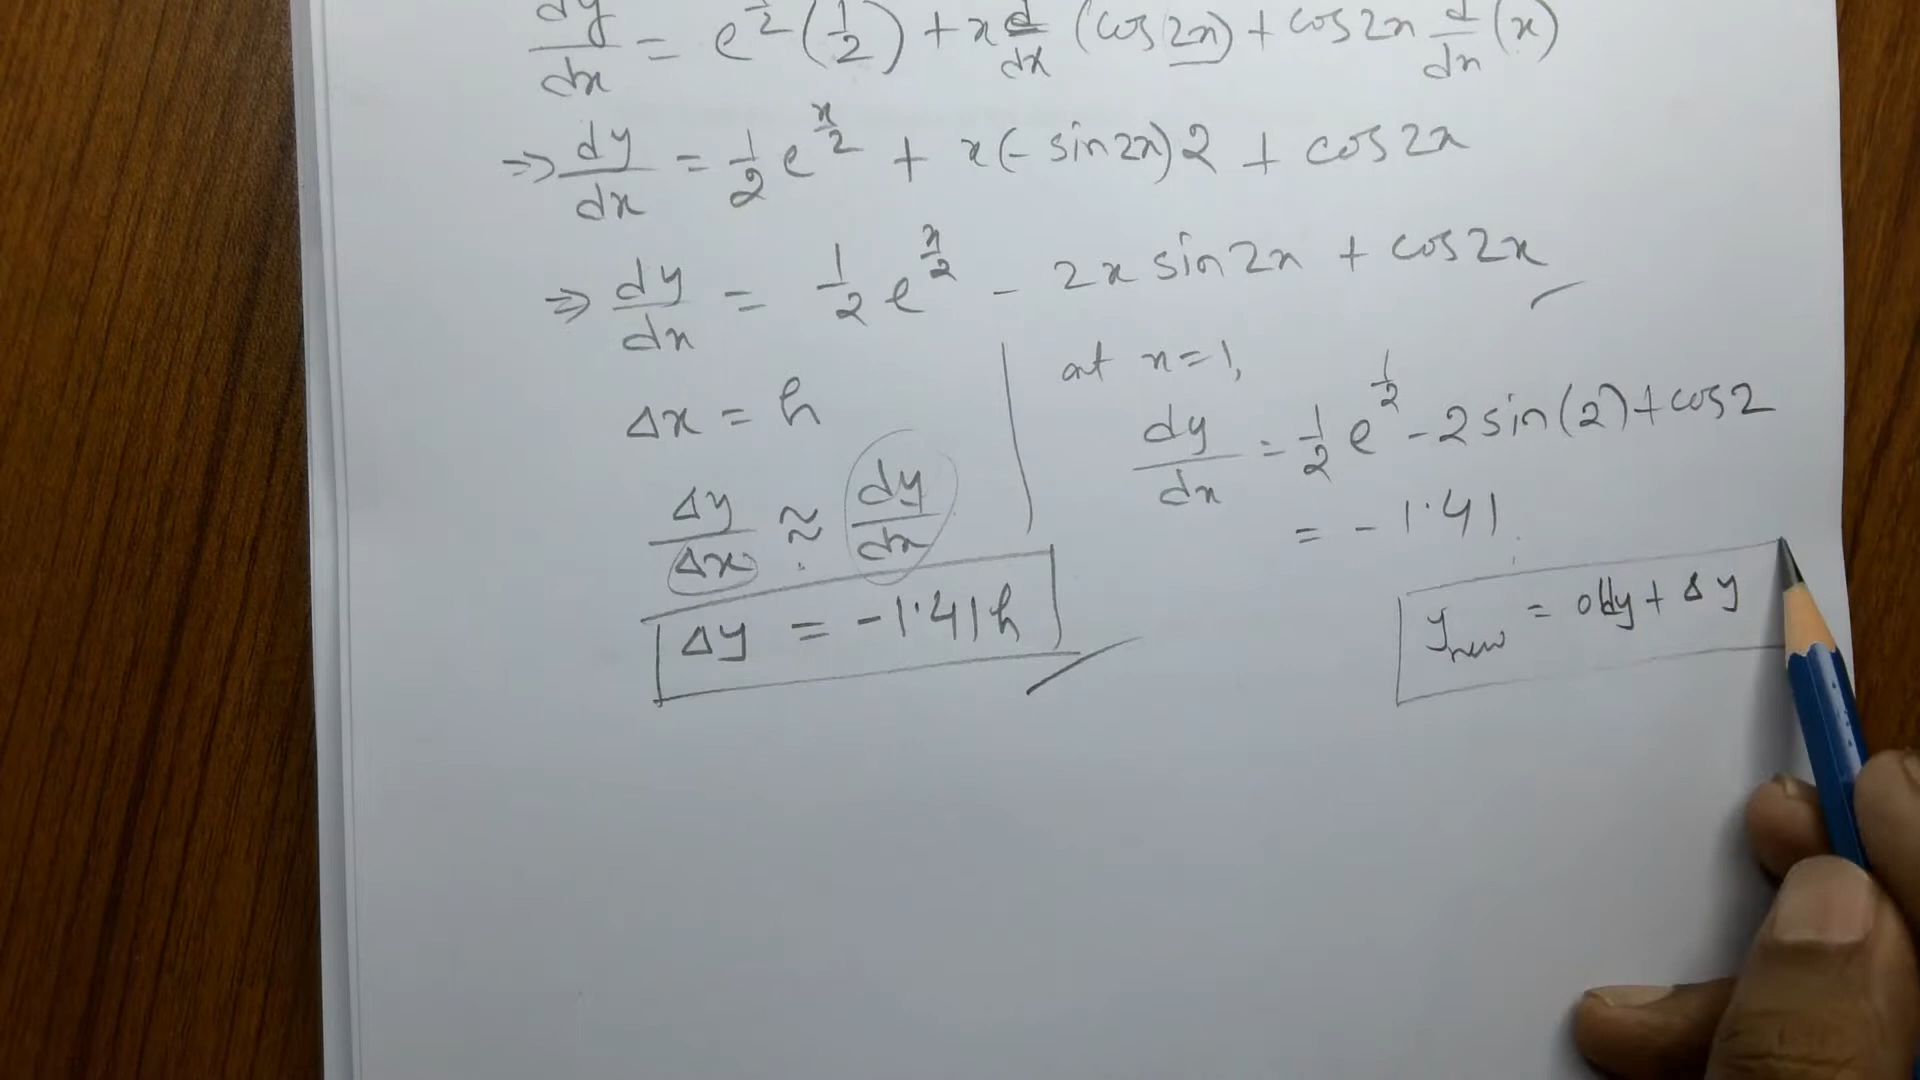 dy/dx = e^x/2 (1/2) + x d/dx (cos 2x) + cos 2x d/dx (x)
⇒ dy/dx = 1/2 e^x/2 + x(- sin 2x) 2 + cos 2x
⇒ dy/dx = 1/2 e^x/2 - 2x sin 2x + cos 2x
Δx = h
Δy/Δx ≈ dy/dx
Δy = -1.41h
at x = 1,
dy/dx = 1/2 e^1/2 - 2 sin(2) + cos 2
= - 1.41
y_new = old y + Δy